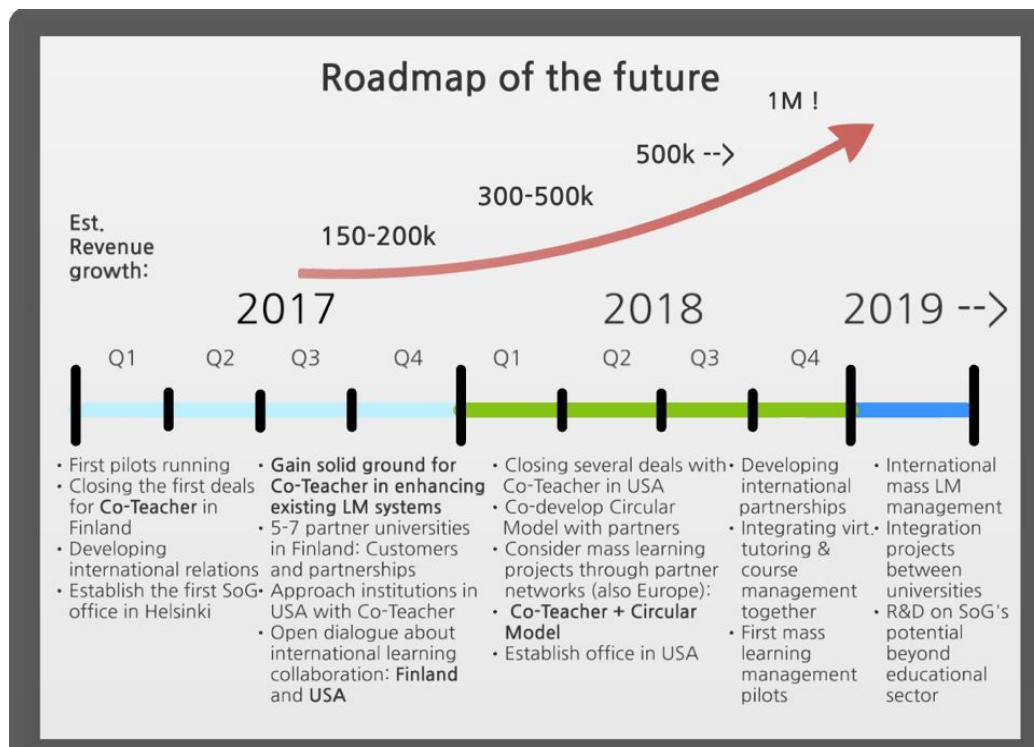 Roadmap of the future
1M !
500k -->
300-500k
150-200k
Est.
Revenue
growth:
2017
2018
2019 -->
Q1
Q2
Q3
Q4
Q1
Q2
Q3
Q4
• First pilots running
• Closing the first deals
for Co-Teacher in
Finland
• Developing
international relations
• Establish the first SoG
office in Helsinki
• Gain solid ground for
Co-Teacher in enhancing
existing LM systems
• 5-7 partner universities
in Finland: Customers
and partnerships
• Approach institutions in
USA with Co-Teacher
• Open dialogue about
international learning
collaboration: Finland
and USA
• Closing several deals with
Co-Teacher in USA
• Co-develop Circular
Model with partners
• Consider mass learning
projects through partner
networks (also Europe):
• Co-Teacher + Circular
Model
• Establish office in USA
• Developing
international
partnerships
• Integrating virt.
tutoring &
course
management
together
• First mass
learning
management
pilots
• International
mass LM
management
• Integration
projects
between
universities
• R&D on SoG's
potential
beyond
educational
sector